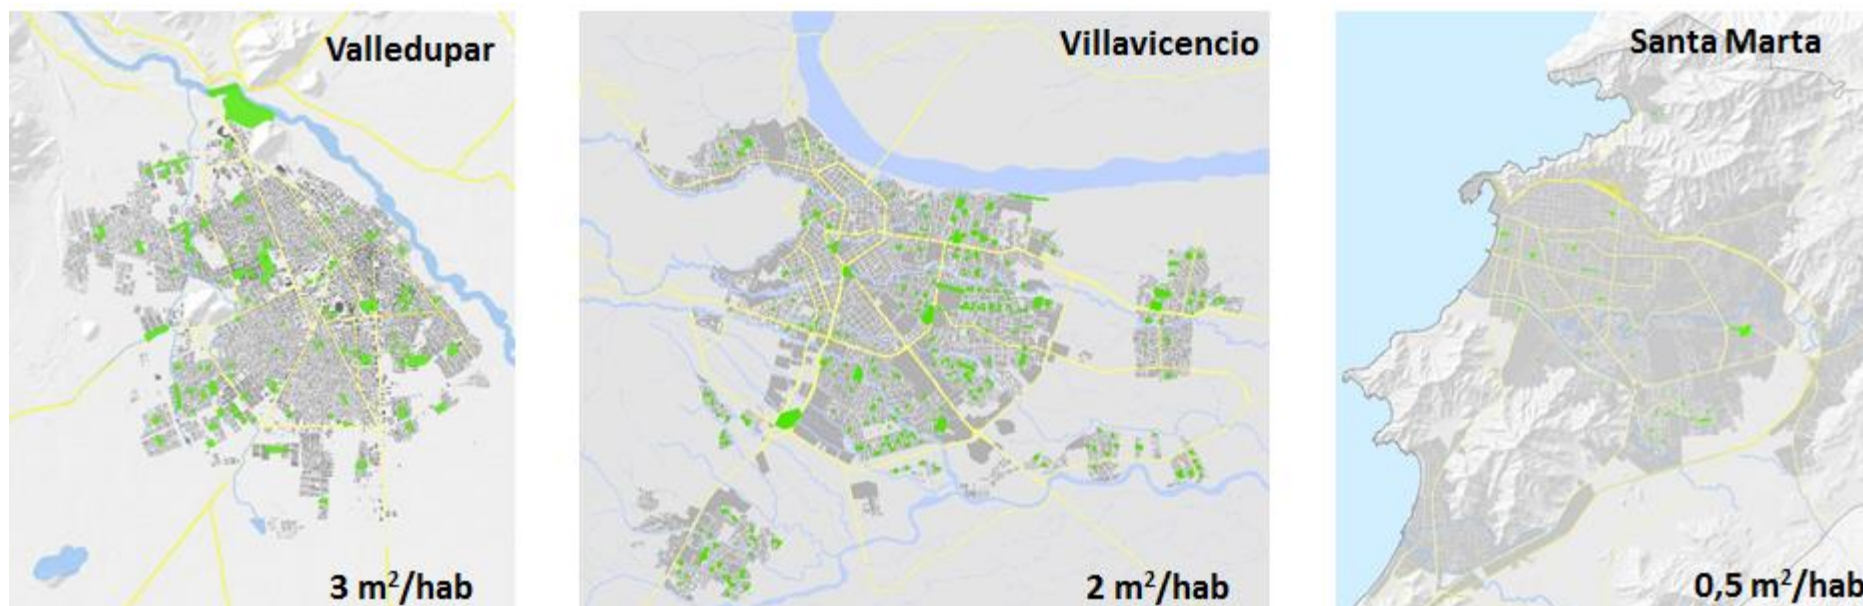 Valledupar
3 m²/hab
Villavicencio
2 m²/hab
Santa Marta
0,5 m²/hab